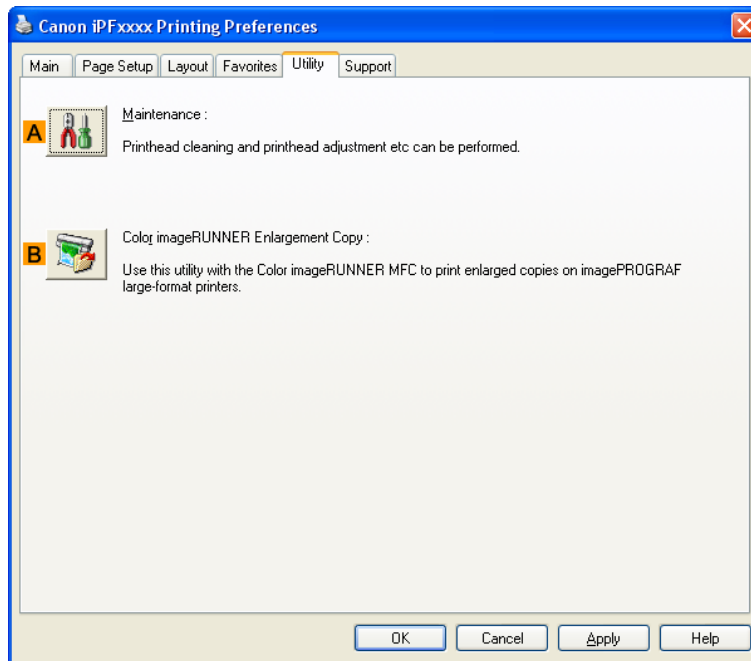 Canon iPFxxxx Printing Preferences
Main Page Setup Layout Favorites Utility Support
A
Maintenance :
Printhead cleaning and printhead adjustment etc can be performed.
B
Color imageRUNNER Enlargement Copy :
Use this utility with the Color imageRUNNER MFC to print enlarged copies on imagePROGRAF
large-format printers.
OK Cancel Apply Help